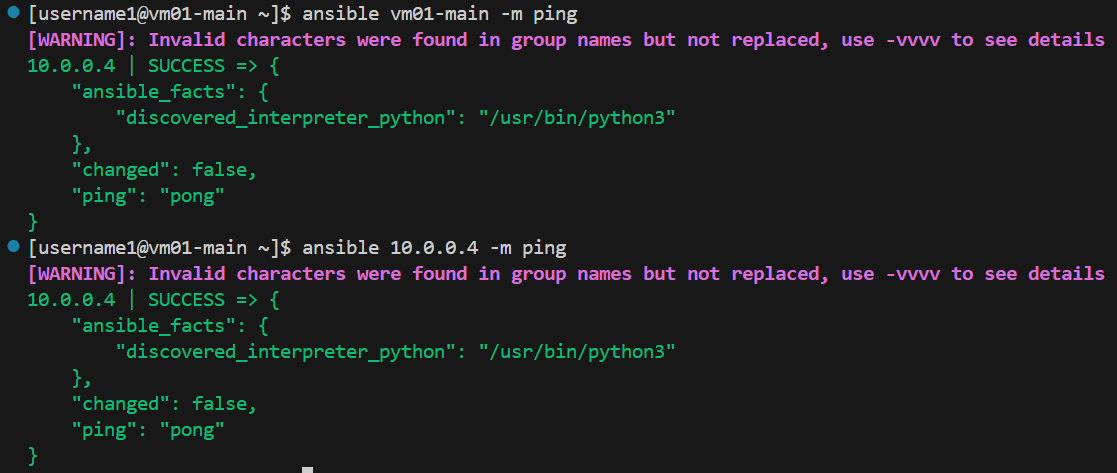 [username1@vm01-main ~]$ ansible vm01-main -m ping
[WARNING]: Invalid characters were found in group names but not replaced, use -vvvv to see details
10.0.0.4 | SUCCESS => {
    "ansible_facts": {
        "discovered_interpreter_python": "/usr/bin/python3"
    },
    "changed": false,
    "ping": "pong"
}
[username1@vm01-main ~]$ ansible 10.0.0.4 -m ping
[WARNING]: Invalid characters were found in group names but not replaced, use -vvvv to see details
10.0.0.4 | SUCCESS => {
    "ansible_facts": {
        "discovered_interpreter_python": "/usr/bin/python3"
    },
    "changed": false,
    "ping": "pong"
}